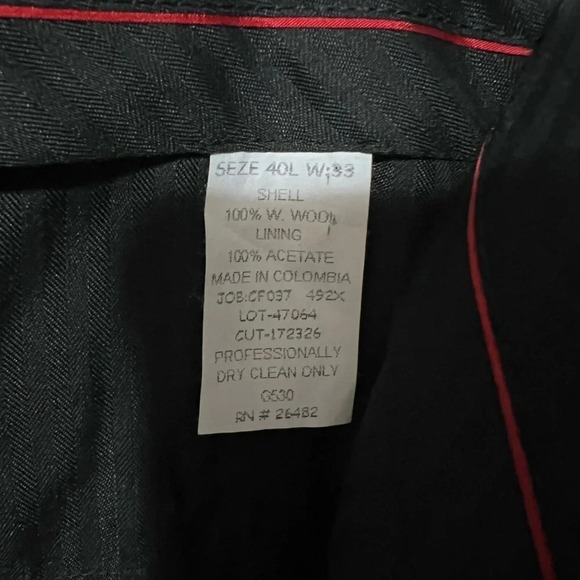 SEZE 40L W;33
SHELL
100% W. WOOL
LINING
100% ACETATE
MADE IN COLOMBIA
JOB:CF037 492X
LOT-47064
CUT-172326
PROFESSIONALLY
DRY CLEAN ONLY
G530
RN # 26482